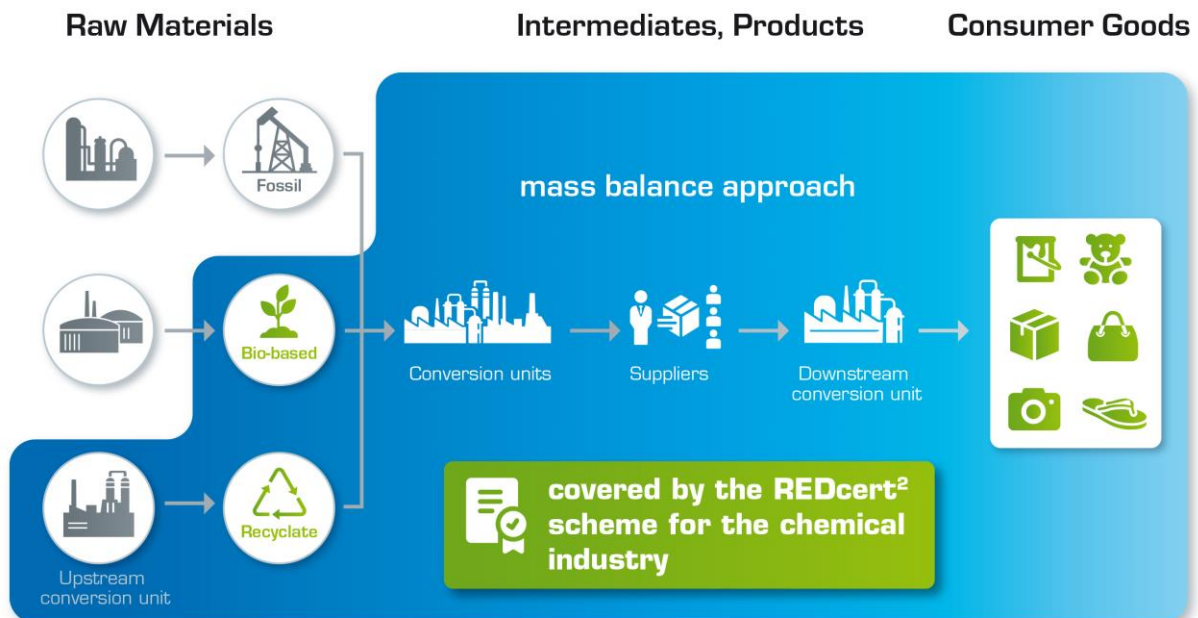 Raw Materials
Intermediates, Products
Consumer Goods
Fossil
mass balance approach
Bio-based
Conversion units
Suppliers
Downstream
conversion unit
Recyclate
Upstream
conversion unit
covered by the REDcert²
scheme for the chemical
industry